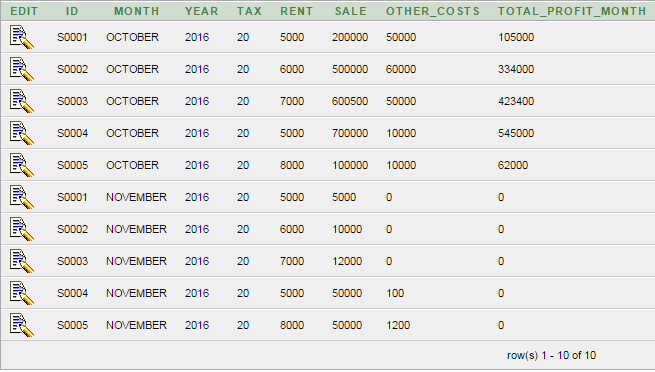 EDIT ID MONTH YEAR TAX RENT SALE OTHER_COSTS TOTAL_PROFIT_MONTH
S0001 OCTOBER 2016 20 5000 200000 50000 105000
S0002 OCTOBER 2016 20 6000 500000 60000 334000
S0003 OCTOBER 2016 20 7000 600500 50000 423400
S0004 OCTOBER 2016 20 5000 700000 10000 545000
S0005 OCTOBER 2016 20 8000 100000 10000 62000
S0001 NOVEMBER 2016 20 5000 5000 0 0
S0002 NOVEMBER 2016 20 6000 10000 0 0
S0003 NOVEMBER 2016 20 7000 12000 0 0
S0004 NOVEMBER 2016 20 5000 50000 100 0
S0005 NOVEMBER 2016 20 8000 50000 1200 0
row(s) 1 - 10 of 10